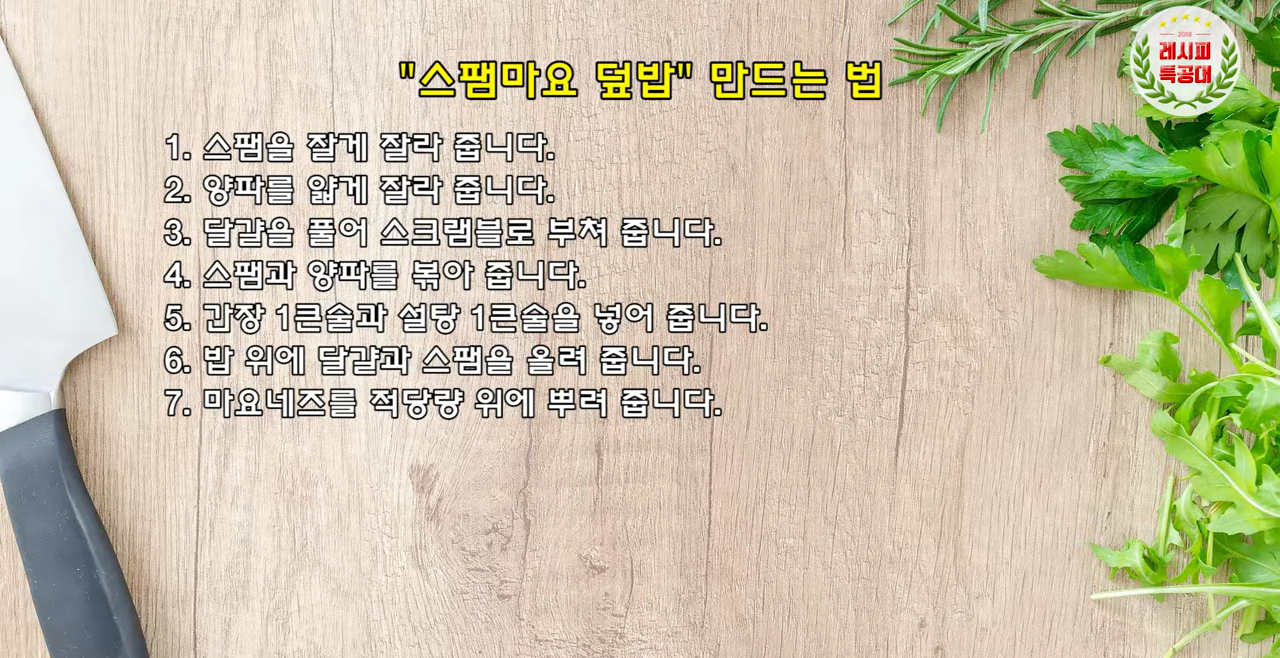 2018
레시피
특공대
"스팸마요 덮밥" 만드는 법
1. 스팸을 잘게 잘라 줍니다.
2. 양파를 얇게 잘라 줍니다.
3. 달걀을 풀어 스크램블로 부쳐 줍니다.
4. 스팸과 양파를 볶아 줍니다.
5. 간장 1큰술과 설탕 1큰술을 넣어 줍니다.
6. 밥 위에 달걀과 스팸을 올려 줍니다.
7. 마요네즈를 적당량 위에 뿌려 줍니다.